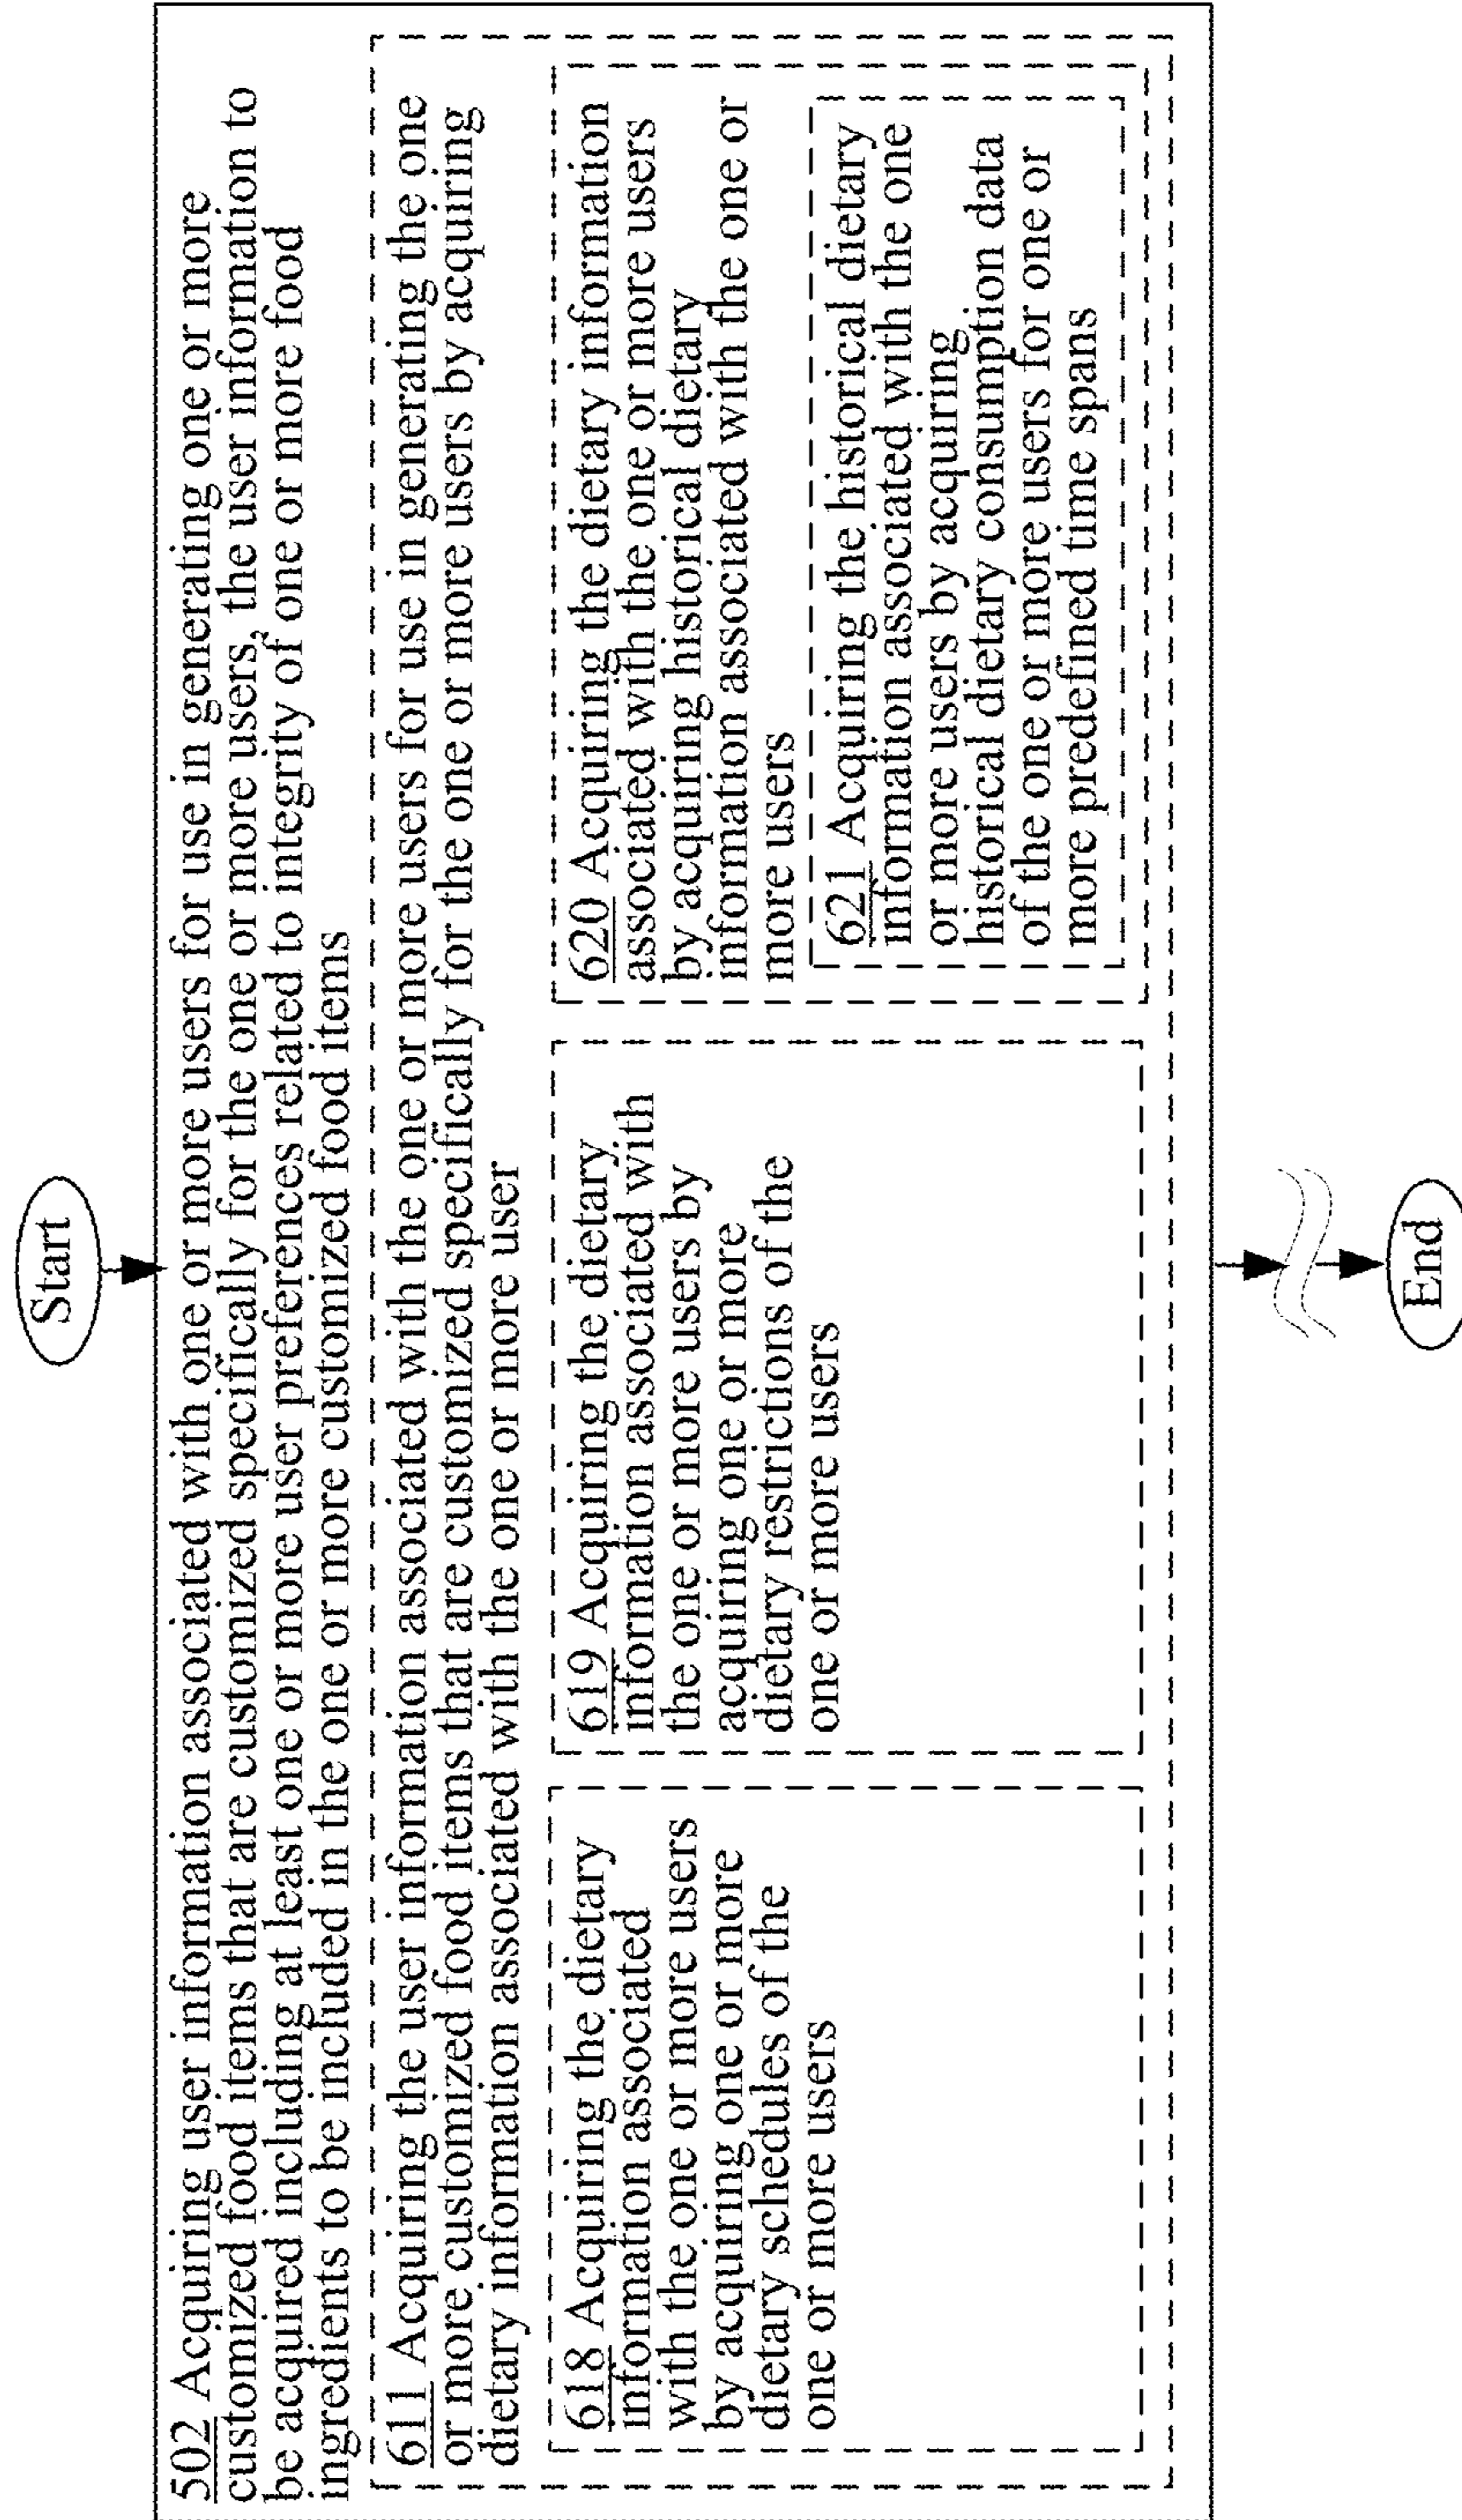 Start
502 Acquiring user information associated with one or more users for use in generating one or more
customized food items that are customized specifically for the one or more users, the user information to
be acquired including at least one or more user preferences related to integrity of one or more food
ingredients to be included in the one or more customized food items
611 Acquiring the user information associated with the one or more users for use in generating the one
or more customized food items that are customized specifically for the one or more users by acquiring
dietary information associated with the one or more user
618 Acquiring the dietary
information associated
with the one or more users
by acquiring one or more
dietary schedules of the
one or more users
619 Acquiring the dietary
information associated with
the one or more users by
acquiring one or more
dietary restrictions of the
one or more users
620 Acquiring the dietary information
associated with the one or more users
by acquiring historical dietary
information associated with the one or
more users
621 Acquiring the historical dietary
information associated with the one
or more users by acquiring
historical dietary consumption data
of the one or more users for one or
more predefined time spans
End